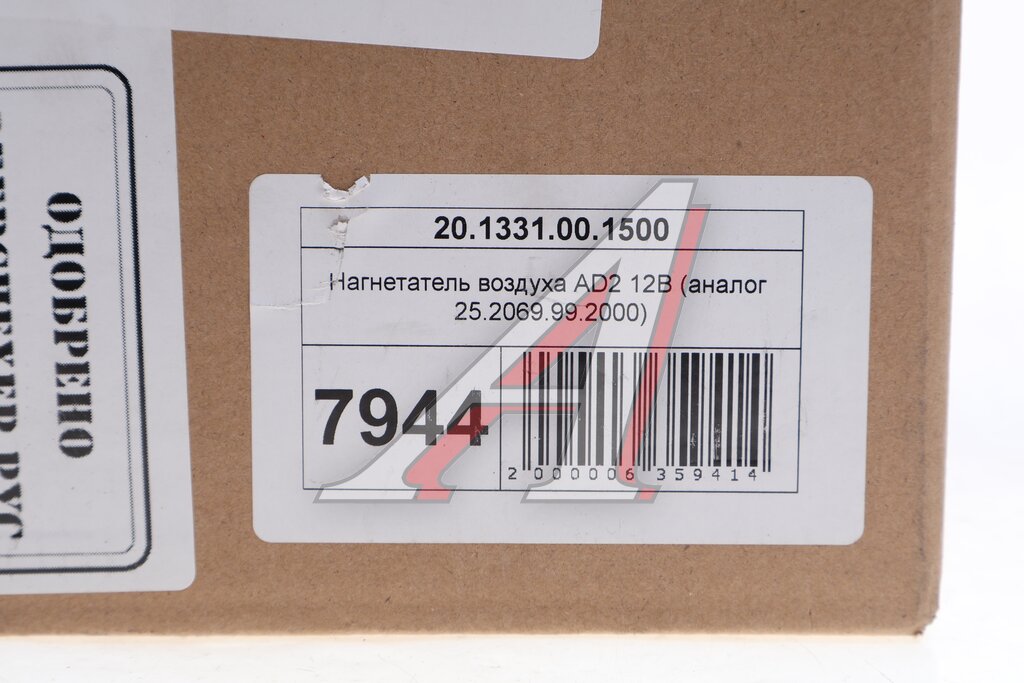 20.1331.00.1500
Нагнетатель воздуха AD2 12В (аналог
25.2069.99.2000)
7944
2 000006 359414
ОДОБРЕНО